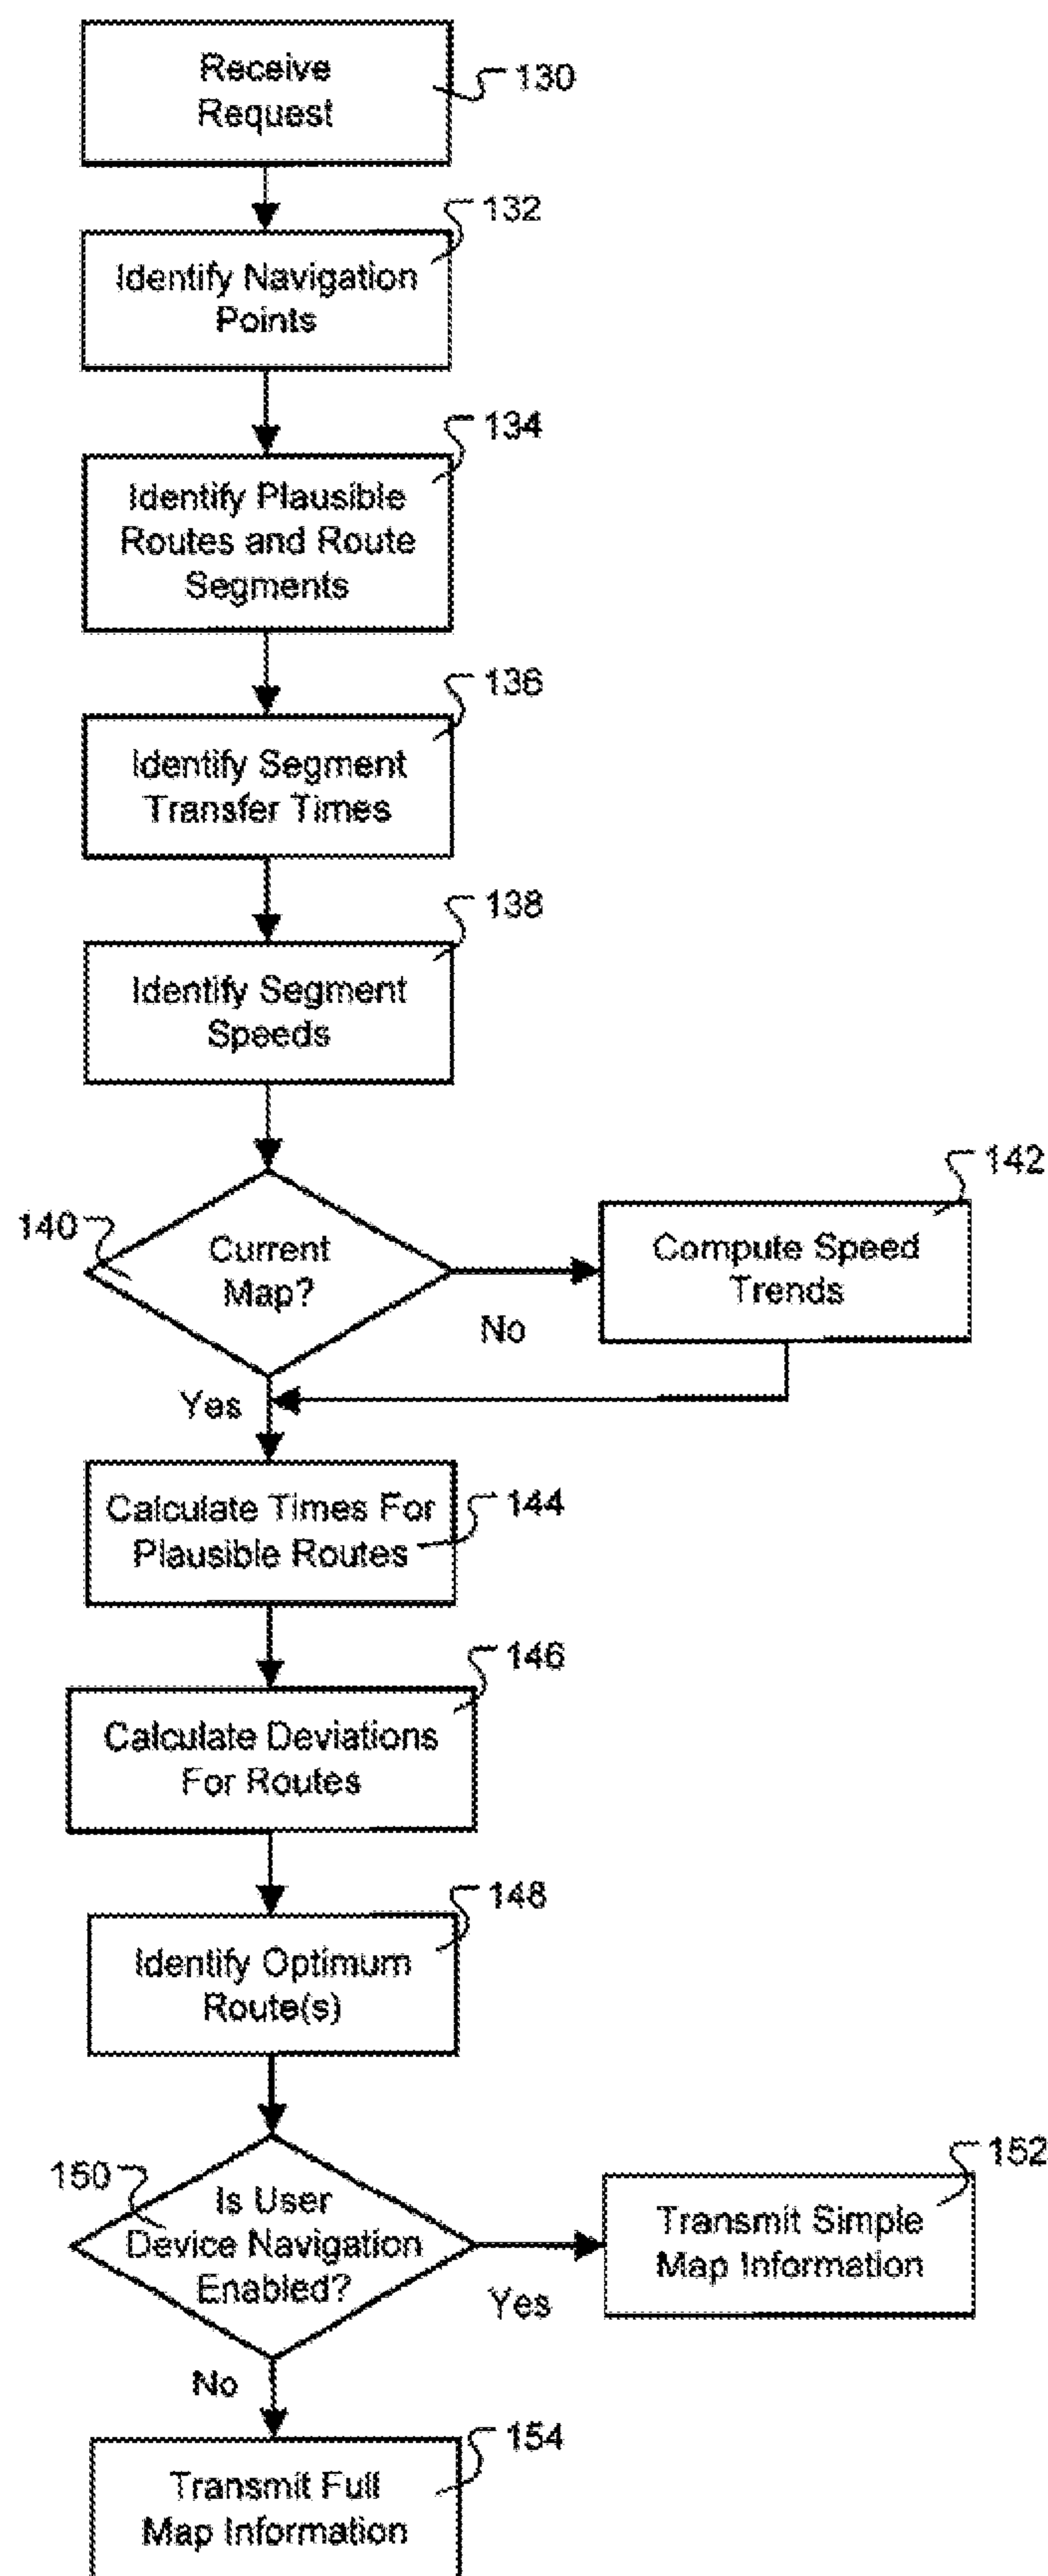 Receive
Request
130
132
Identify Navigation
Points
134
Identify Plausible
Routes and Route
Segments
136
Identify Segment
Transfer Times
138
Identify Segment
Speeds
140
Current
Map?
No
142
Compute Speed
Trends
Yes
Calculate Times For
Plausible Routes
144
146
Calculate Deviations
For Routes
148
Identify Optimum
Route(s)
150
Is User
Device Navigation
Enabled?
Yes
152
Transmit Simple
Map Information
No
154
Transmit Full
Map Information